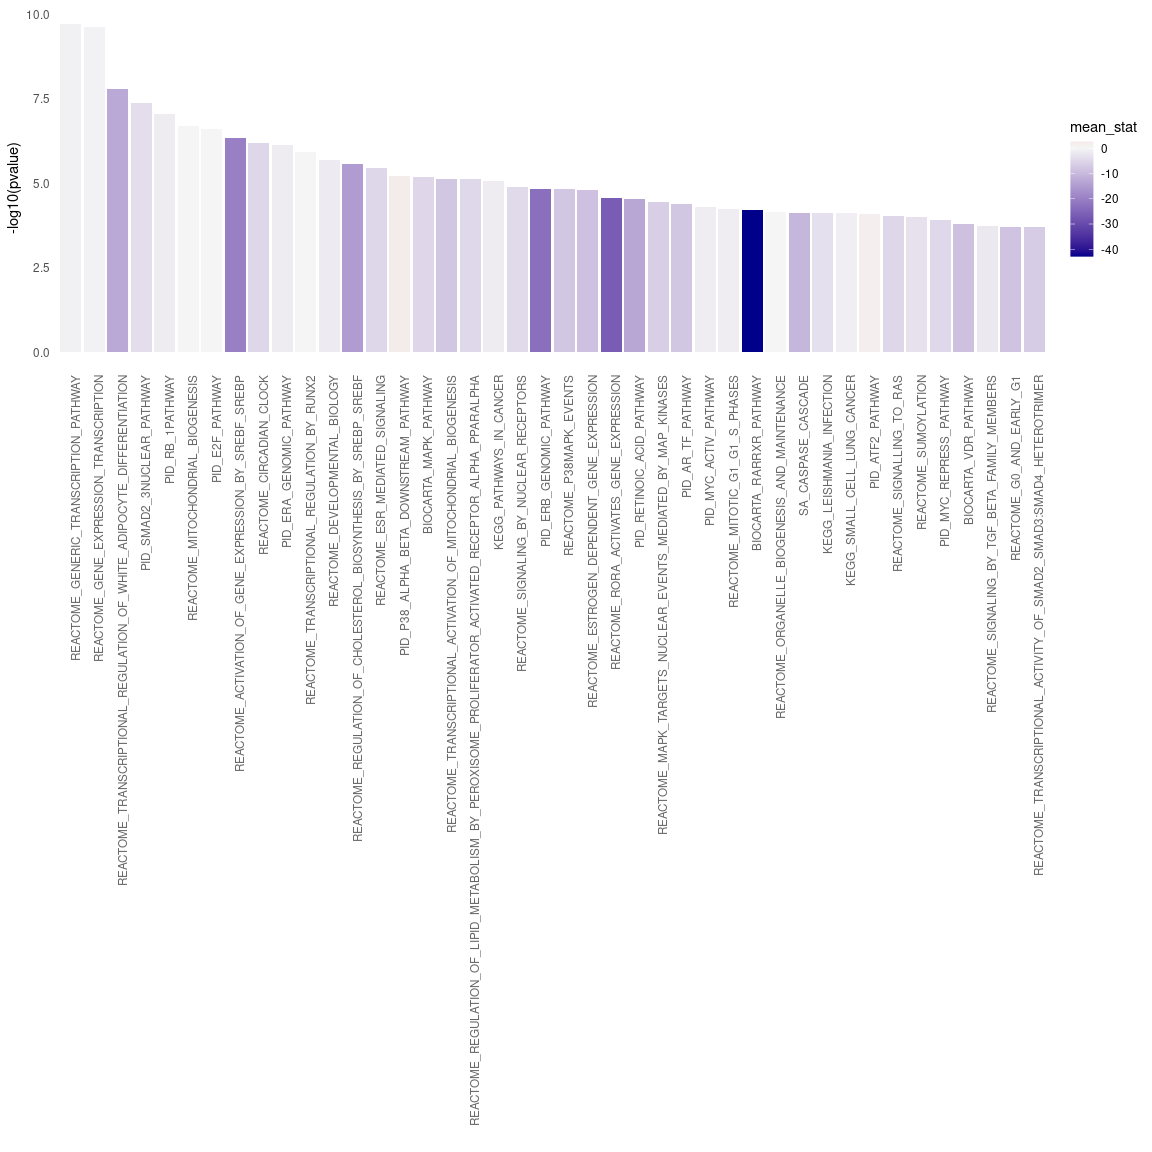 10.0
7.5
5.0
2.5
0.0
-log10(pvalue)
REACTOME_GENERIC_TRANSCRIPTION_PATHWAY
REACTOME_GENE_EXPRESSION_TRANSCRIPTION
REACTOME_TRANSCRIPTIONAL_REGULATION_OF_WHITE_ADIPOCYTE_DIFFERENTIATION
PID_SMAD2_3NUCLEAR_PATHWAY
PID_RB_1PATHWAY
REACTOME_MITOCHONDRIAL_BIOGENESIS
PID_E2F_PATHWAY
REACTOME_ACTIVATION_OF_GENE_EXPRESSION_BY_SREBF_SREBP
REACTOME_CIRCADIAN_CLOCK
PID_ERA_GENOMIC_PATHWAY
REACTOME_TRANSCRIPTIONAL_REGULATION_BY_RUNX2
REACTOME_DEVELOPMENTAL_BIOLOGY
REACTOME_REGULATION_OF_CHOLESTEROL_BIOSYNTHESIS_BY_SREBP_SREBF
REACTOME_ESR_MEDIATED_SIGNALING
PID_P38_ALPHA_BETA_DOWNSTREAM_PATHWAY
BIOCARTA_MAPK_PATHWAY
REACTOME_TRANSCRIPTIONAL_ACTIVATION_OF_MITOCHONDRIAL_BIOGENESIS
REACTOME_REGULATION_OF_LIPID_METABOLISM_BY_PEROXISOME_PROLIFERATOR_ACTIVATED_RECEPTOR_ALPHA_PPARALPHA
KEGG_PATHWAYS_IN_CANCER
REACTOME_SIGNALING_BY_NUCLEAR_RECEPTORS
PID_ERB_GENOMIC_PATHWAY
REACTOME_P38MAPK_EVENTS
REACTOME_ESTROGEN_DEPENDENT_GENE_EXPRESSION
REACTOME_RORA_ACTIVATES_GENE_EXPRESSION
PID_RETINOIC_ACID_PATHWAY
REACTOME_MAPK_TARGETS_NUCLEAR_EVENTS_MEDIATED_BY_MAP_KINASES
PID_AR_TF_PATHWAY
PID_MYC_ACTIV_PATHWAY
REACTOME_MITOTIC_G1_G1_S_PHASES
BIOCARTA_RARRXR_PATHWAY
REACTOME_ORGANELLE_BIOGENESIS_AND_MAINTENANCE
SA_CASPASE_CASCADE
KEGG_LEISHMANIA_INFECTION
KEGG_SMALL_CELL_LUNG_CANCER
PID_ATF2_PATHWAY
REACTOME_SIGNALLING_TO_RAS
REACTOME_SUMOYLATION
PID_MYC_REPRESS_PATHWAY
BIOCARTA_VDR_PATHWAY
REACTOME_SIGNALING_BY_TGF_BETA_FAMILY_MEMBERS
REACTOME_G0_AND_EARLY_G1
REACTOME_TRANSCRIPTIONAL_ACTIVITY_OF_SMAD2_SMAD3:SMAD4_HETEROTRIMER
mean_stat
0
-10
-20
-30
-40